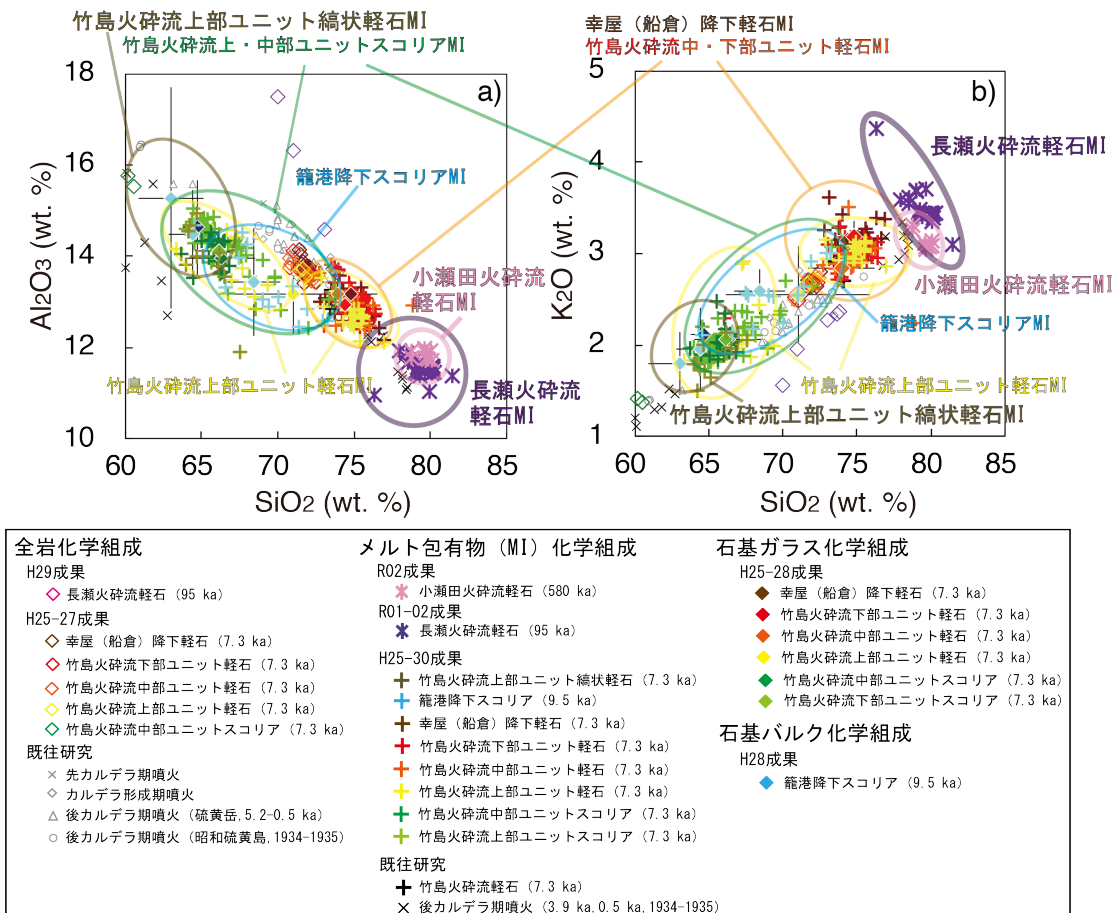 竹島火砕流上部ユニット縞状軽石MI
竹島火砕流上・中部ユニットスコリアMI
幸屋（船倉）降下軽石MI
竹島火砕流中・下部ユニット軽石MI
a)
18
16
14
12
10
Al2O3 (wt. %)
60 65 70 75 80 85
SiO2 (wt. %)
籠港降下スコリアMI
小瀬田火砕流
軽石MI
竹島火砕流上部ユニット軽石MI
長瀬火砕流
軽石MI
b)
5
4
3
2
1
K2O (wt. %)
60 65 70 75 80 85
SiO2 (wt. %)
長瀬火砕流軽石MI
小瀬田火砕流軽石MI
籠港降下スコリアMI
竹島火砕流上部ユニット軽石MI
竹島火砕流上部ユニット縞状軽石MI
全岩化学組成
H29成果
長瀬火砕流軽石（95 ka）
H25-27成果
幸屋（船倉）降下軽石（7.3 ka）
竹島火砕流下部ユニット軽石（7.3 ka）
竹島火砕流中部ユニット軽石（7.3 ka）
竹島火砕流上部ユニット軽石（7.3 ka）
竹島火砕流中部ユニットスコリア（7.3 ka）
既往研究
先カルデラ期噴火
カルデラ形成期噴火
後カルデラ期噴火（硫黄岳,5.2-0.5 ka）
後カルデラ期噴火（昭和硫黄島,1934-1935）
メルト包有物（MI）化学組成
R02成果
小瀬田火砕流軽石（580 ka）
R01-02成果
長瀬火砕流軽石（95 ka）
H25-30成果
竹島火砕流上部ユニット縞状軽石（7.3 ka）
籠港降下スコリア（9.5 ka）
幸屋（船倉）降下軽石（7.3 ka）
竹島火砕流下部ユニット軽石（7.3 ka）
竹島火砕流中部ユニット軽石（7.3 ka）
竹島火砕流上部ユニット軽石（7.3 ka）
竹島火砕流中部ユニットスコリア（7.3 ka）
竹島火砕流上部ユニットスコリア（7.3 ka）
既往研究
竹島火砕流軽石（7.3 ka）
後カルデラ期噴火（3.9 ka,0.5 ka,1934-1935）
石基ガラス化学組成
H25-28成果
幸屋（船倉）降下軽石（7.3 ka）
竹島火砕流下部ユニット軽石（7.3 ka）
竹島火砕流中部ユニット軽石（7.3 ka）
竹島火砕流上部ユニット軽石（7.3 ka）
竹島火砕流中部ユニットスコリア（7.3 ka）
竹島火砕流下部ユニットスコリア（7.3 ka）
石基バルク化学組成
H28成果
籠港降下スコリア（9.5 ka）